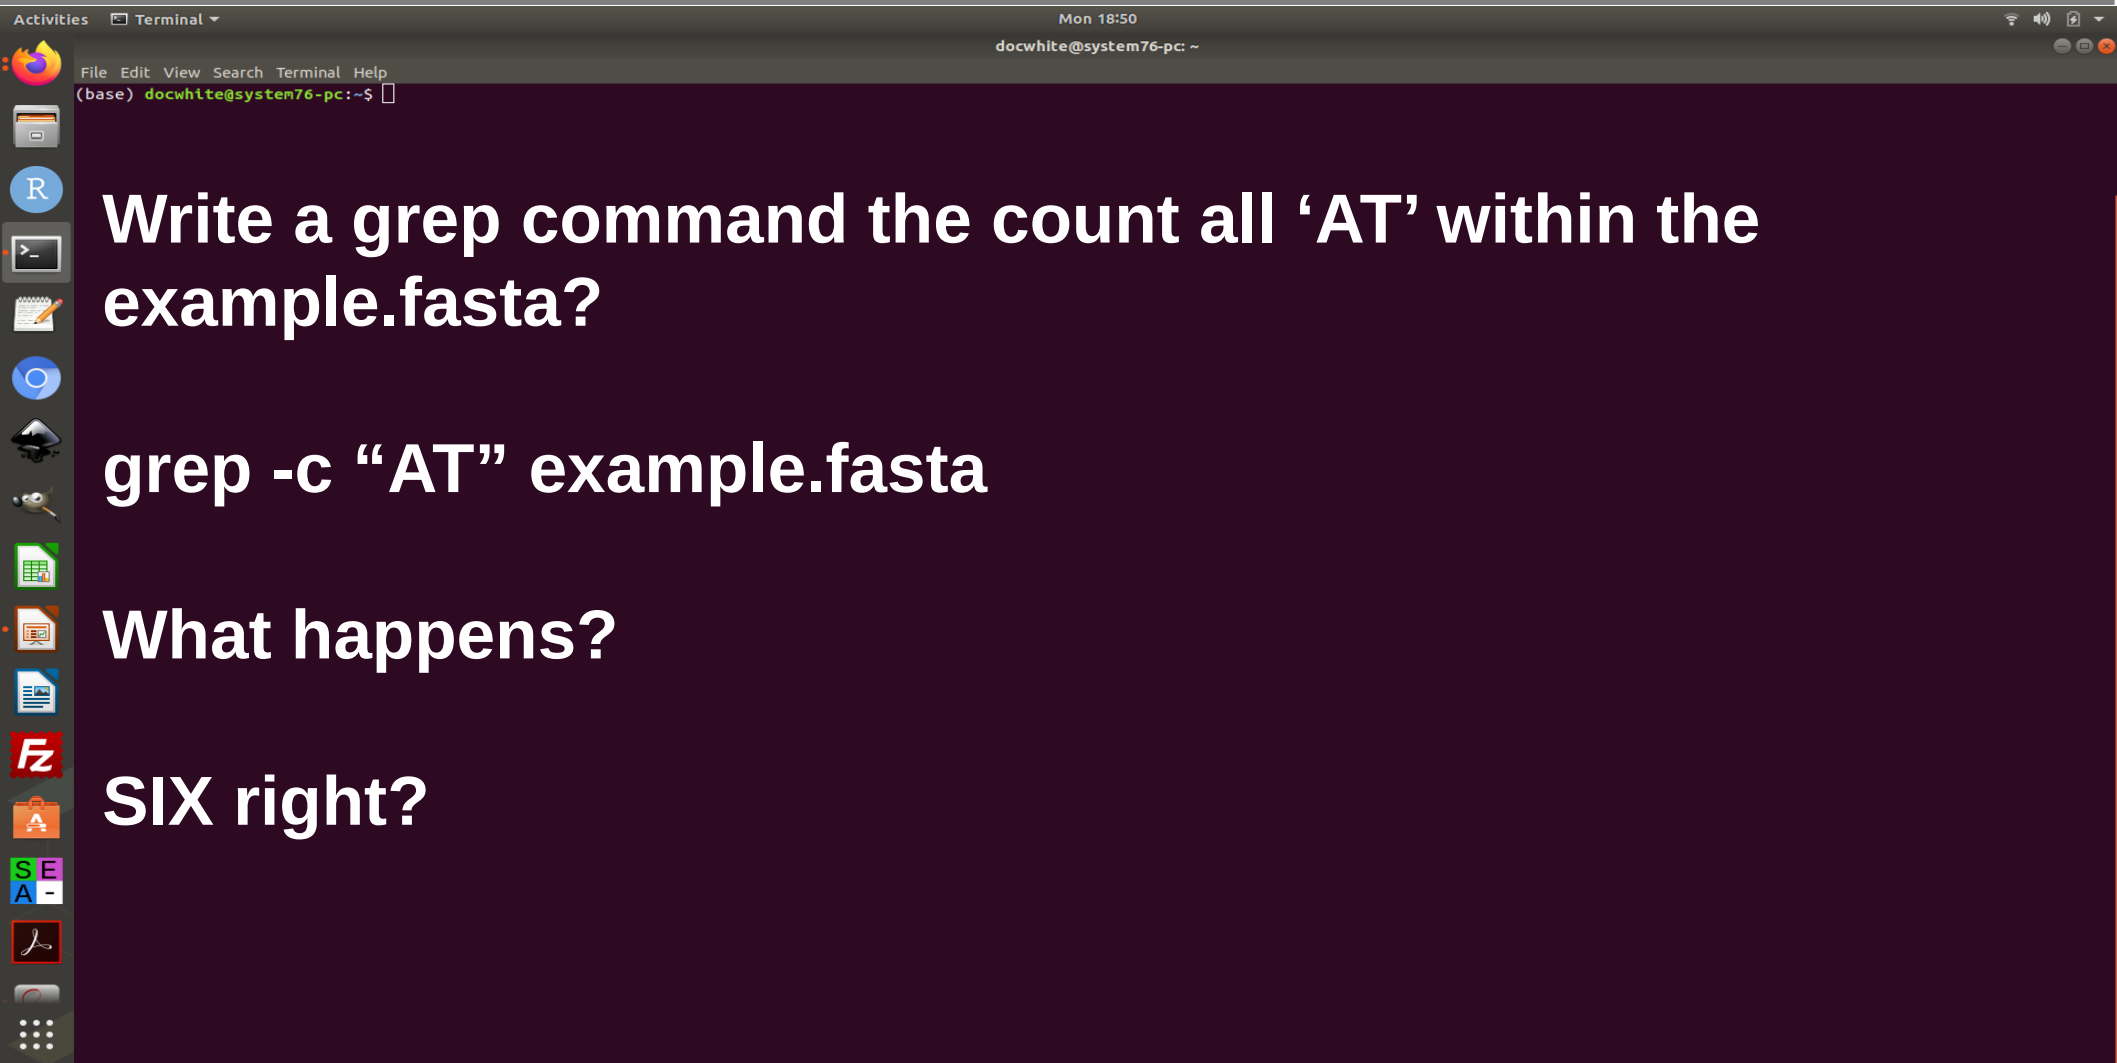 Activities Terminal Mon 18:50
docwhite@system76-pc: ~
File Edit View Search Terminal Help
(base) docwhite@system76-pc:~$
Write a grep command the count all ‘AT’ within the
example.fasta?
grep -c “AT” example.fasta
What happens?
SIX right?
R
>_
Fz
A
S E
A -